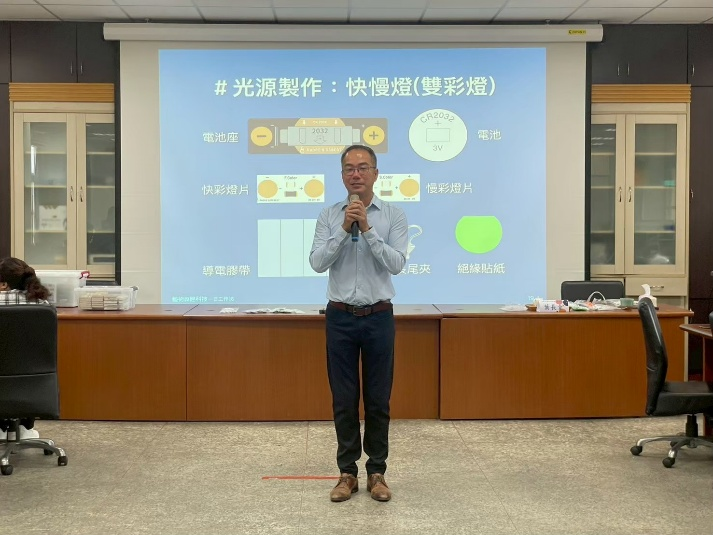 #光源製作：快慢燈(雙彩燈)
電池座
2032
CR2032
+
3V
電池
快彩燈片
慢彩燈片
導電膠帶
尾夾
絕緣貼紙